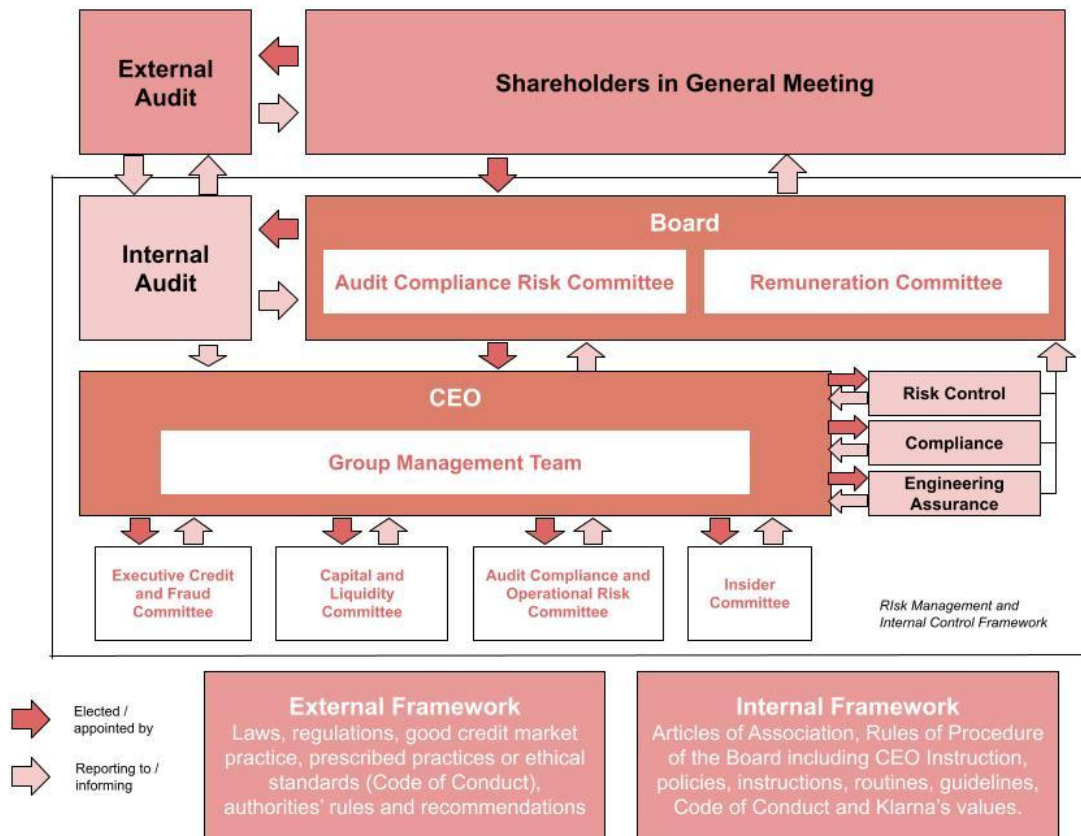 External
Audit
Shareholders in General Meeting
Internal
Audit
Board
Audit Compliance Risk Committee
Remuneration Committee
CEO
Group Management Team
Risk Control
Compliance
Engineering
Assurance
Executive Credit
and Fraud
Committee
Capital and
Liquidity
Committee
Audit Compliance and
Operational Risk
Committee
Insider
Committee
RIsk Management and
Internal Control Framework
Elected /
appointed by
Reporting to /
informing
External Framework
Laws, regulations, good credit market
practice, prescribed practices or ethical
standards (Code of Conduct),
authorities' rules and recommendations
Internal Framework
Articles of Association, Rules of Procedure
of the Board including CEO Instruction,
policies, instructions, routines, guidelines,
Code of Conduct and Klarna's values.